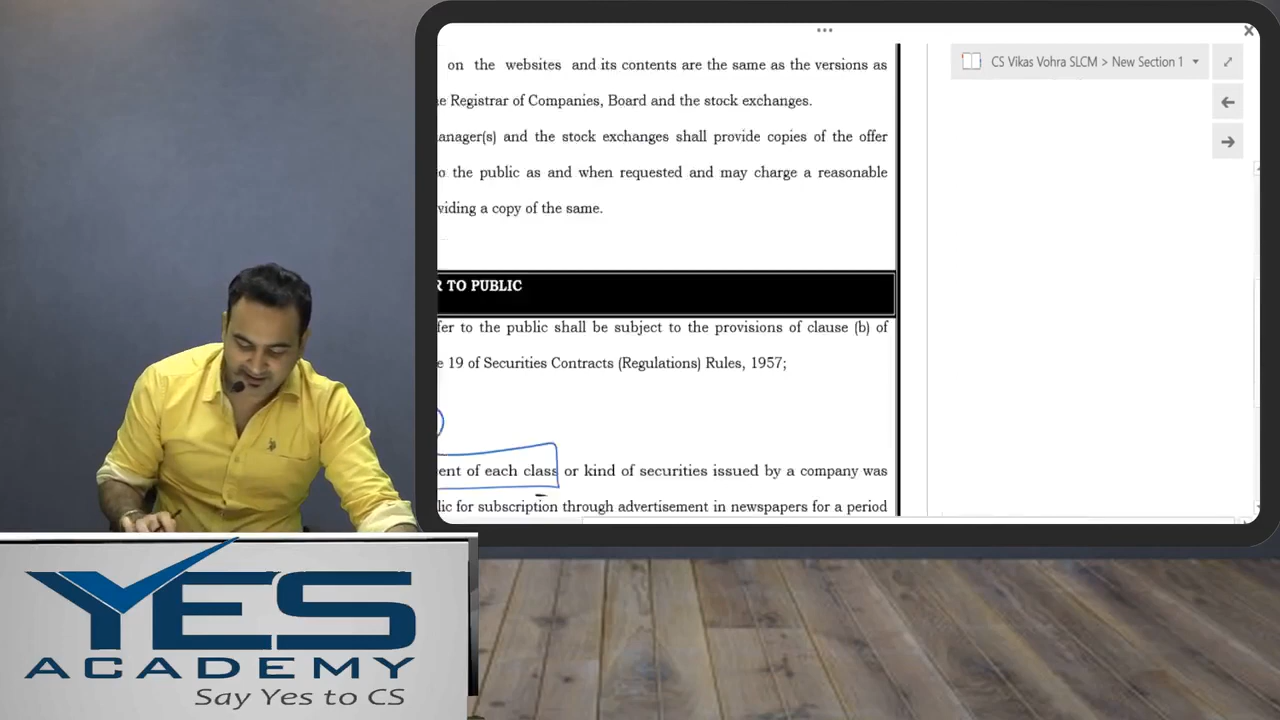 CS Vikas Vohra SLCM > New Section 1
on the websites and its contents are the same as the versions as
Registrar of Companies, Board and the stock exchanges.
and the stock exchanges shall provide copies of the offer
the public as and when requested and may charge a reasonable
a copy of the same.
TO PUBLIC
to the public shall be subject to the provisions of clause (b) of
19 of Securities Contracts (Regulations) Rules, 1957;
of each class or kind of securities issued by a company was
for subscription through advertisement in newspapers for a period
YES
ACADEMY
Say Yes to CS